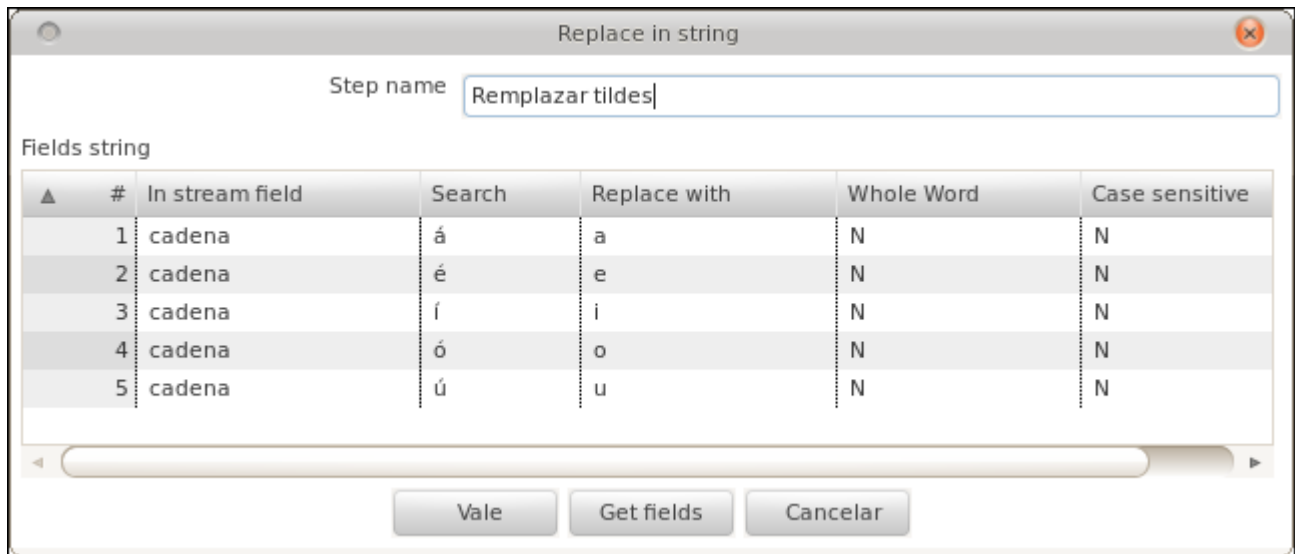 Replace in string
Step name Remplazar tildes
Fields string
# In stream field Search Replace with Whole Word Case sensitive
1 cadena á a N N
2 cadena é e N N
3 cadena í i N N
4 cadena ó o N N
5 cadena ú u N N
Vale Get fields Cancelar